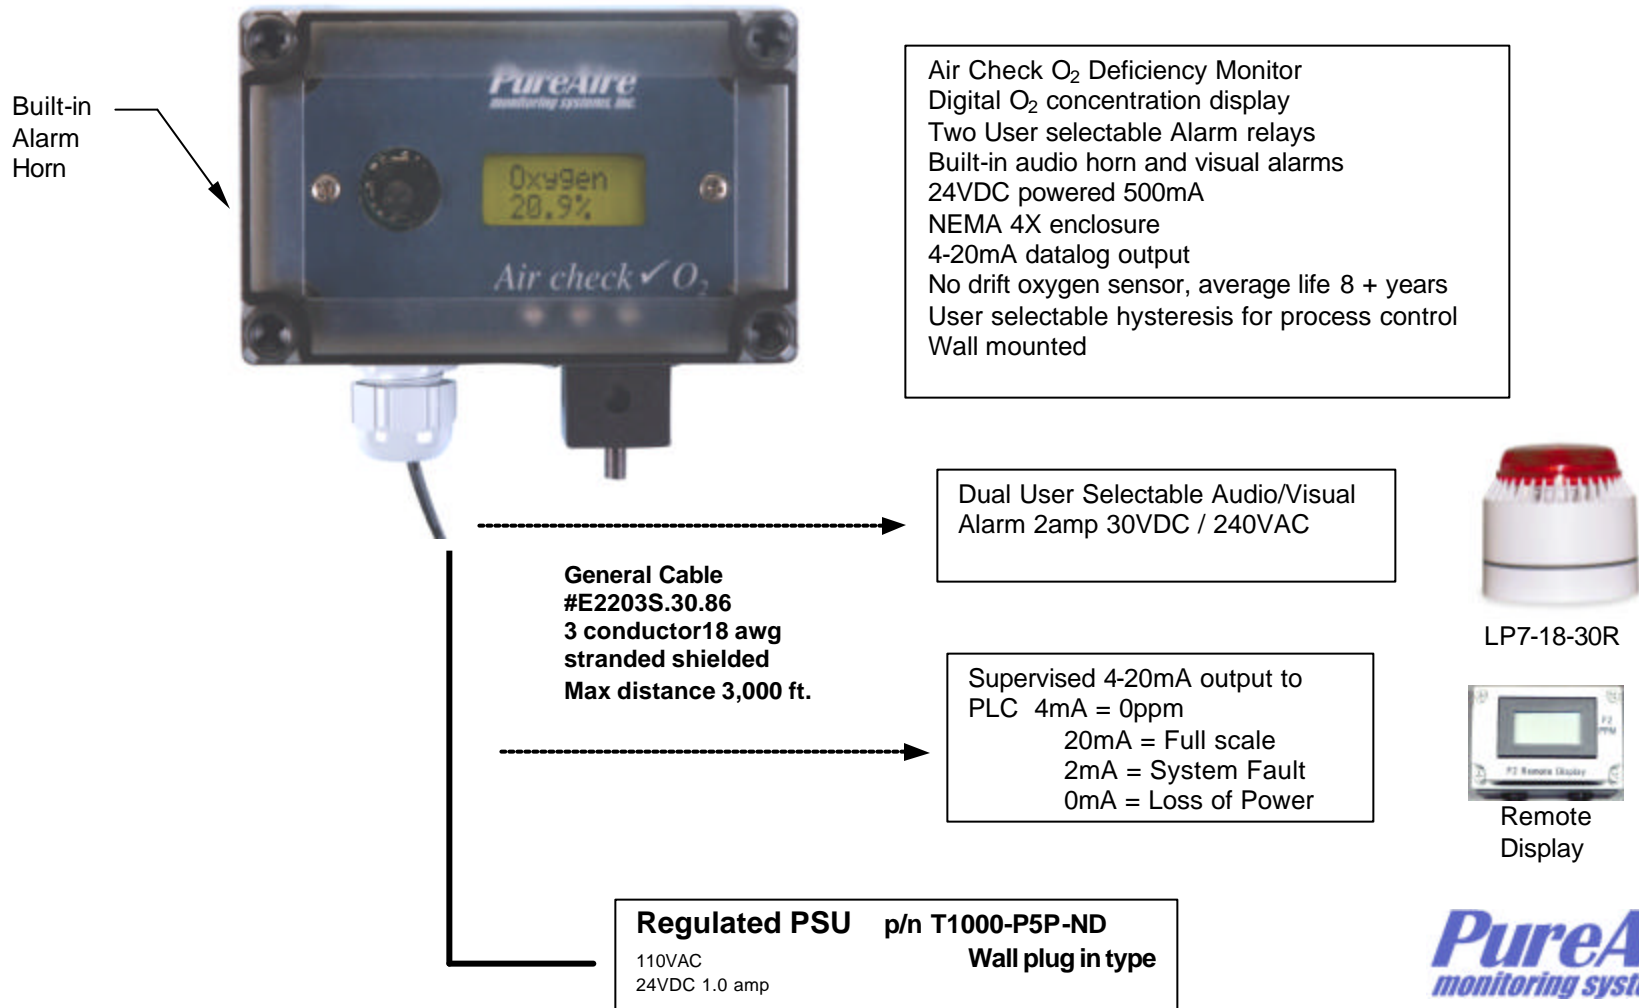 Built-in
Alarm
Horn
PureAire
monitoring systems, inc.
Oxygen
20.9%
Air check ✓ O₂
Air Check O₂ Deficiency Monitor
Digital O₂ concentration display
Two User selectable Alarm relays
Built-in audio horn and visual alarms
24VDC powered 500mA
NEMA 4X enclosure
4-20mA datalog output
No drift oxygen sensor, average life 8 + years
User selectable hysteresis for process control
Wall mounted
Dual User Selectable Audio/Visual
Alarm 2amp 30VDC / 240VAC
General Cable
#E2203S.30.86
3 conductor18 awg
stranded shielded
Max distance 3,000 ft.
LP7-18-30R
Supervised 4-20mA output to
PLC 4mA = 0ppm
20mA = Full scale
2mA = System Fault
0mA = Loss of Power
F2
PPM
F2 Remote Display
Remote
Display
Regulated PSU p/n T1000-P5P-ND
Wall plug in type
110VAC
24VDC 1.0 amp
PureA
monitoring syst